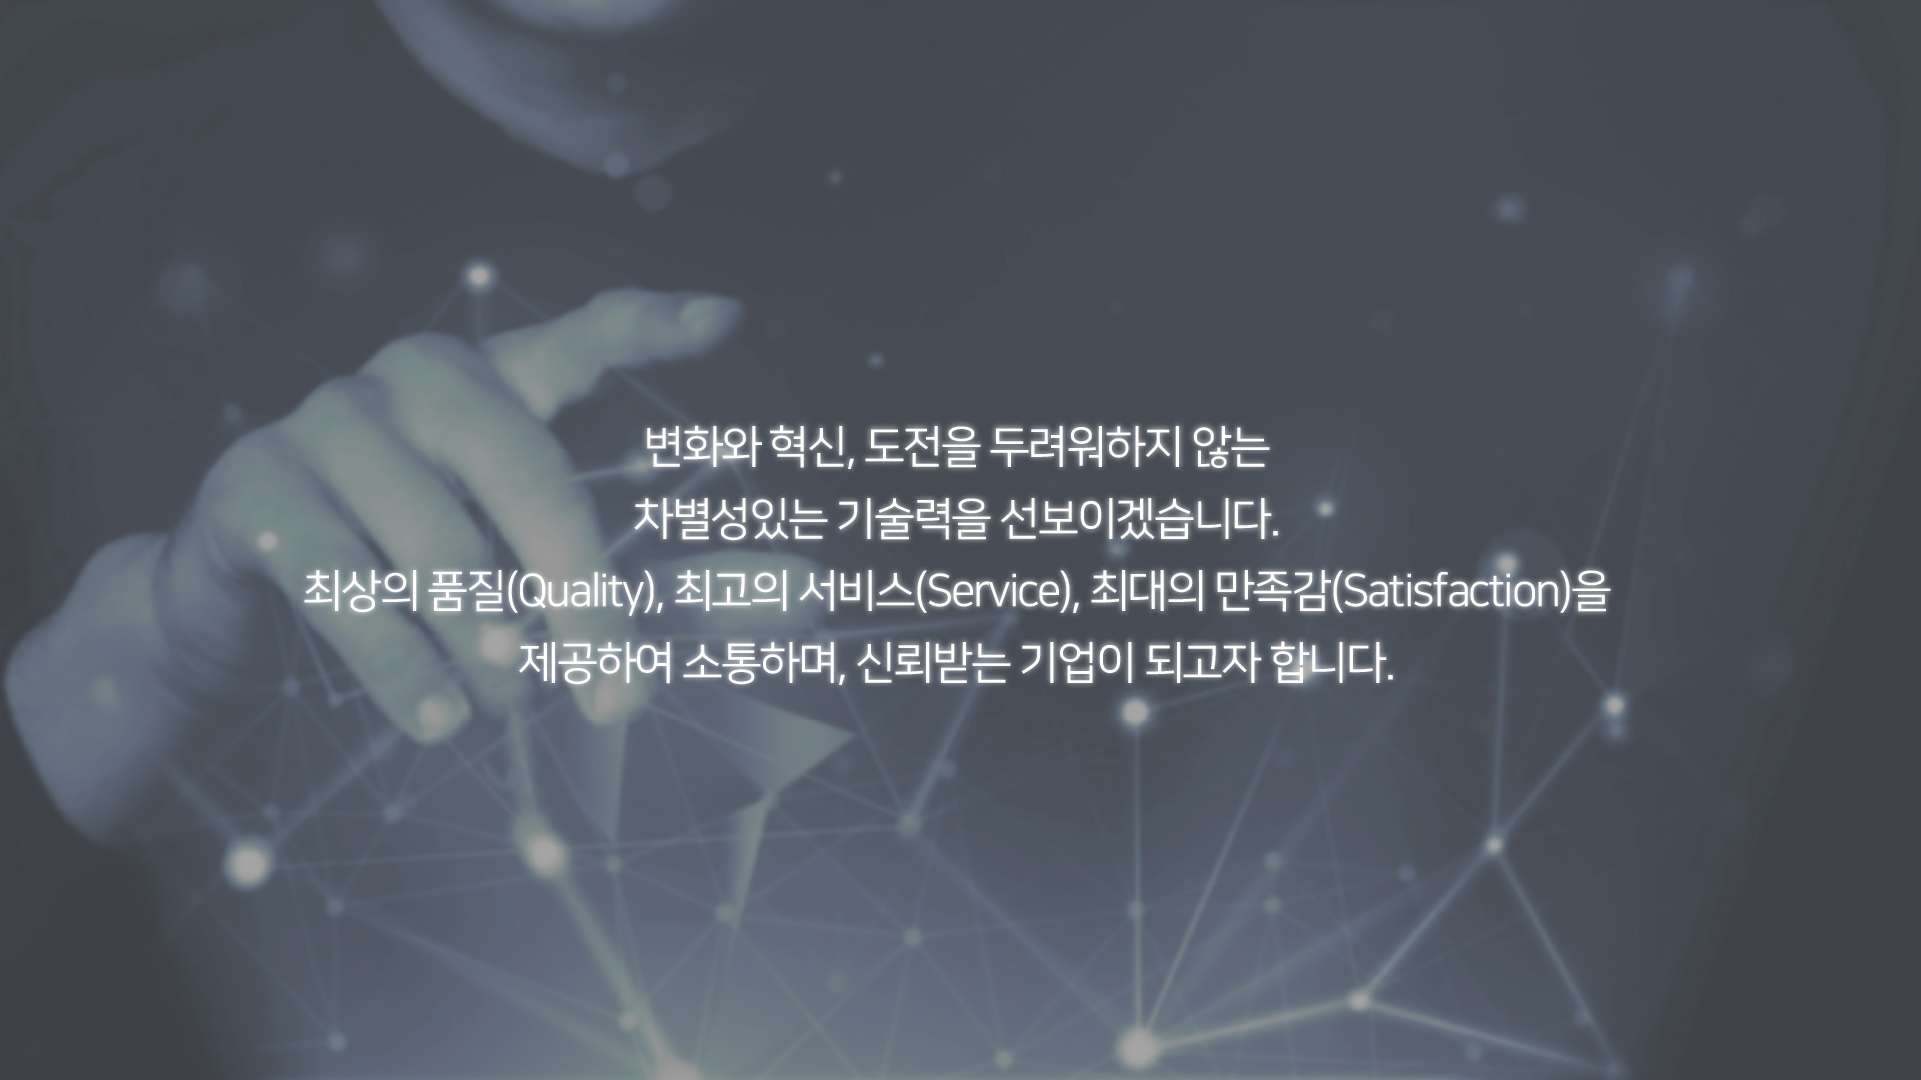 변화와 혁신, 도전을 두려워하지 않는
차별성있는 기술력을 선보이겠습니다.
최상의 품질(Quality), 최고의 서비스(Service), 최대의 만족감(Satisfaction)을
제공하여 소통하며, 신뢰받는 기업이 되고자 합니다.